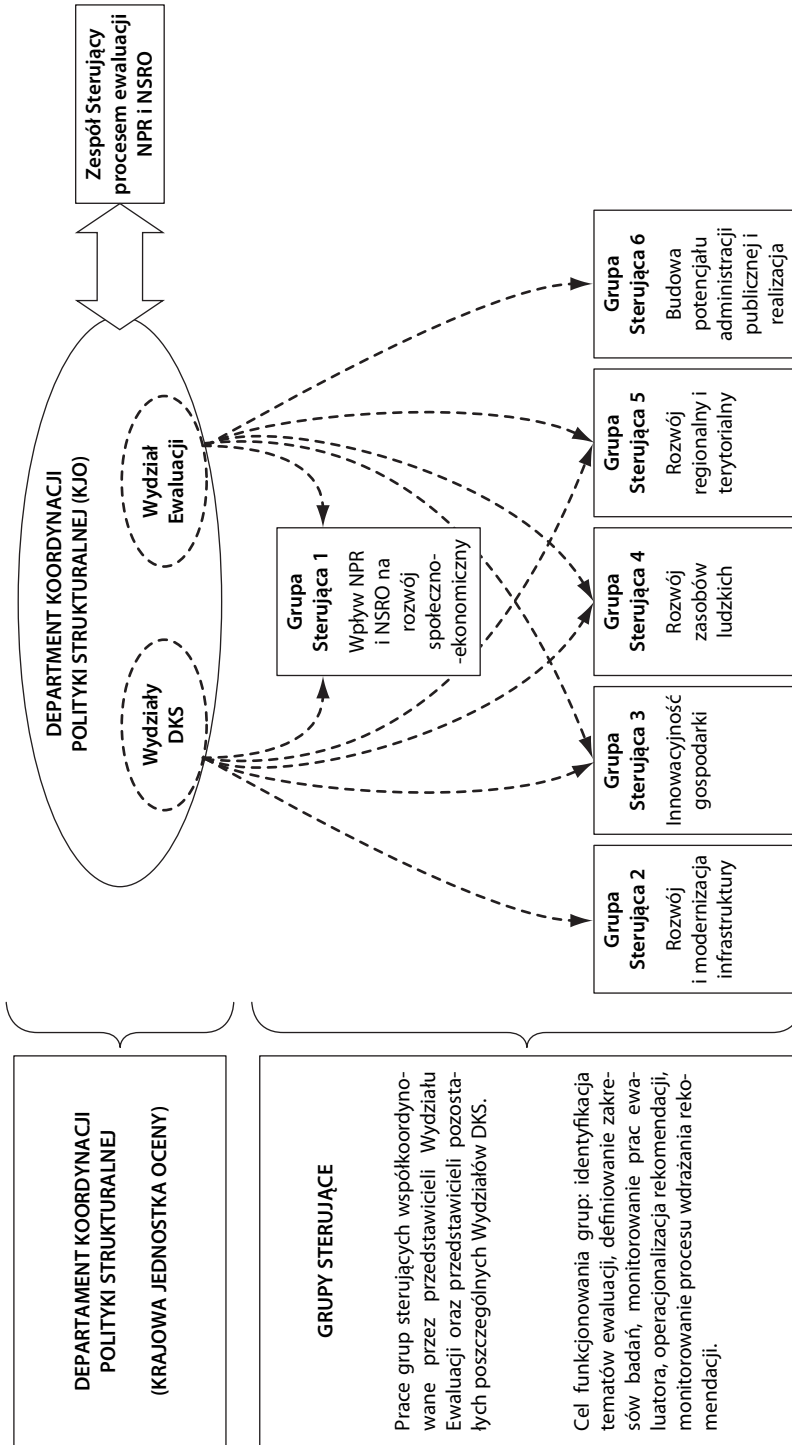 DEPARTAMENT KOORDYNACJI
POLITYKI STRUKTURALNEJ
(KRAJOWA JEDNOSTKA OCENY)
DEPARTMENT KOORDYNACJI
POLITYKI STRUKTURALNEJ (KJO)
Wydziały
DKS
Wydział
Ewaluacji
Zespół Sterujący
procesem ewaluacji
NPR i NSRO
GRUPY STERUJĄCE
Prace grup sterujących współkoordyno-
wane przez przedstawicieli Wydziału
Ewaluacji oraz przedstawicieli pozosta-
łych poszczególnych Wydziałów DKS.
Cel funkcjonowania grup: identyfikacja
tematów ewaluacji, definiowanie zakre-
sów badań, monitorowanie prac ewa-
luatora, operacjonalizacja rekomendacji,
monitorowanie procesu wdrażania reko-
mendacji.
Grupa
Sterująca 1
Wpływ NPR
i NSRO na
rozwój
społeczno-
-ekonomiczny
Grupa
Sterująca 2
Rozwój
i modernizacja
infrastruktury
Grupa
Sterująca 3
Innowacyjność
gospodarki
Grupa
Sterująca 4
Rozwój
zasobów
ludzkich
Grupa
Sterująca 5
Rozwój
regionalny i
terytorialny
Grupa
Sterująca 6
Budowa
potencjału
administracji
publicznej i
realizacja